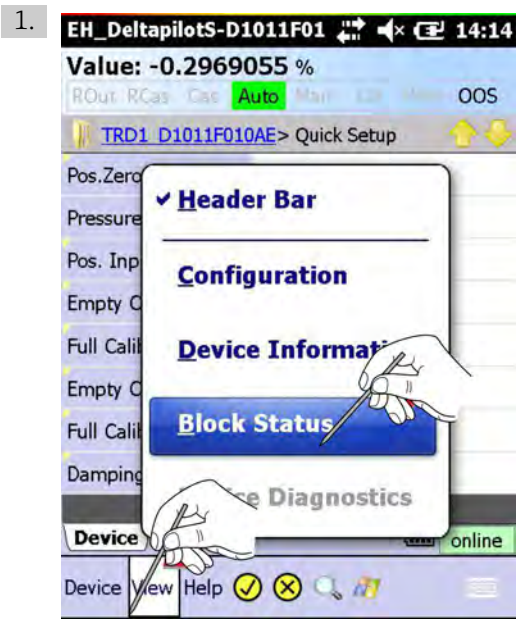 1.
EH_DeltapilotS-D1011F01 14:14
Value: -0.2969055 %
ROut RCas Cas Auto Man OOS
TRD1_D1011F010AE> Quick Setup
Pos.Zero
Pressure
Pos. Inp
Empty C
Full Calib
Empty C
Full Calib
Damping
Header Bar
Configuration
Device Informati
Block Status
Diagnostics
Device online
Device View Help